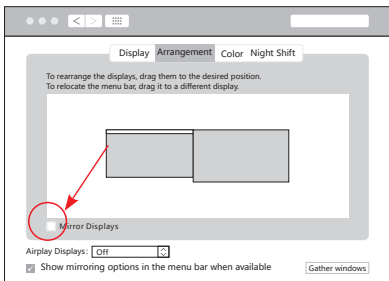 Display Arrangement Color Night Shift
To rearrange the displays, drag them to the desired position.
To relocate the menu bar, drag it to a different display.
Mirror Displays
Airplay Displays: Off
Show mirroring options in the menu bar when available
Gather windows